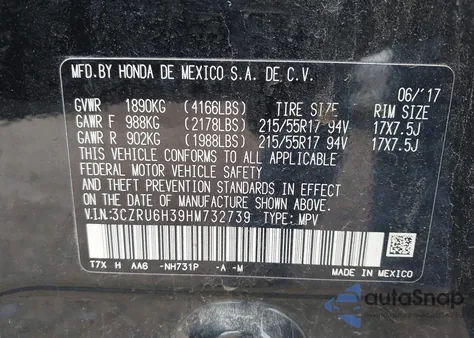 MFD.BY HONDA DE MEXICO S.A. DE C.V.
06/'17
GVWR 1890KG (4166LBS) TIRE SIZE RIM SIZE
GAWR F 988KG (2178LBS) 215/55R17 94V 17X7.5J
GAWR R 902KG (1988LBS) 215/55R17 94V 17X7.5J
THIS VEHICLE CONFORMS TO ALL APPLICABLE
FEDERAL MOTOR VEHICLE SAFETY STANDARD
AND THEFT PREVENTION STANDARDS IN EFFECT
ON THE DATE OF MANUFACTURE SHOWN ABOVE.
V.I.N:3CZRU6H39HM732739 TYPE: MPV
T7X H AA6 -NH731P -A -M
MADE IN MEXICO
autoSnap